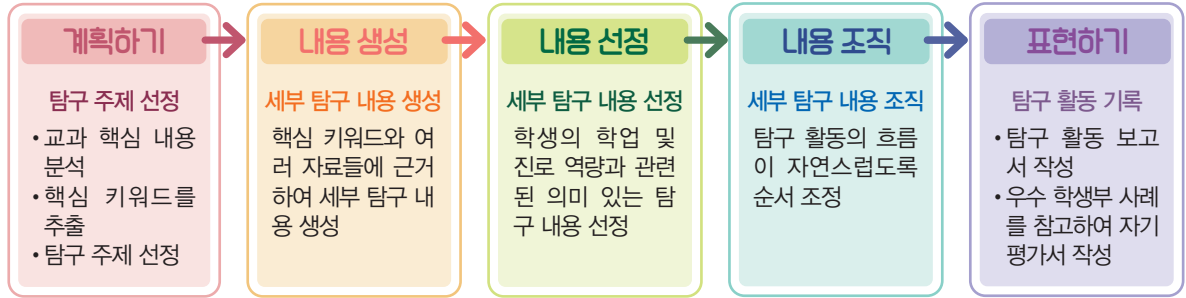 계획하기
탐구 주제 선정
• 교과 핵심 내용
분석
• 핵심 키워드를
추출
• 탐구 주제 선정
내용 생성
세부 탐구 내용 생성
핵심 키워드와 여
러 자료들에 근거
하여 세부 탐구 내
용 생성
내용 선정
세부 탐구 내용 선정
학생의 학업 및
진로 역량과 관련
된 의미 있는 탐
구 내용 선정
내용 조직
세부 탐구 내용 조직
탐구 활동의 흐름
이 자연스럽도록
순서 조정
표현하기
탐구 활동 기록
• 탐구 활동 보고
서 작성
• 우수 학생부 사례
를 참고하여 자기
평가서 작성